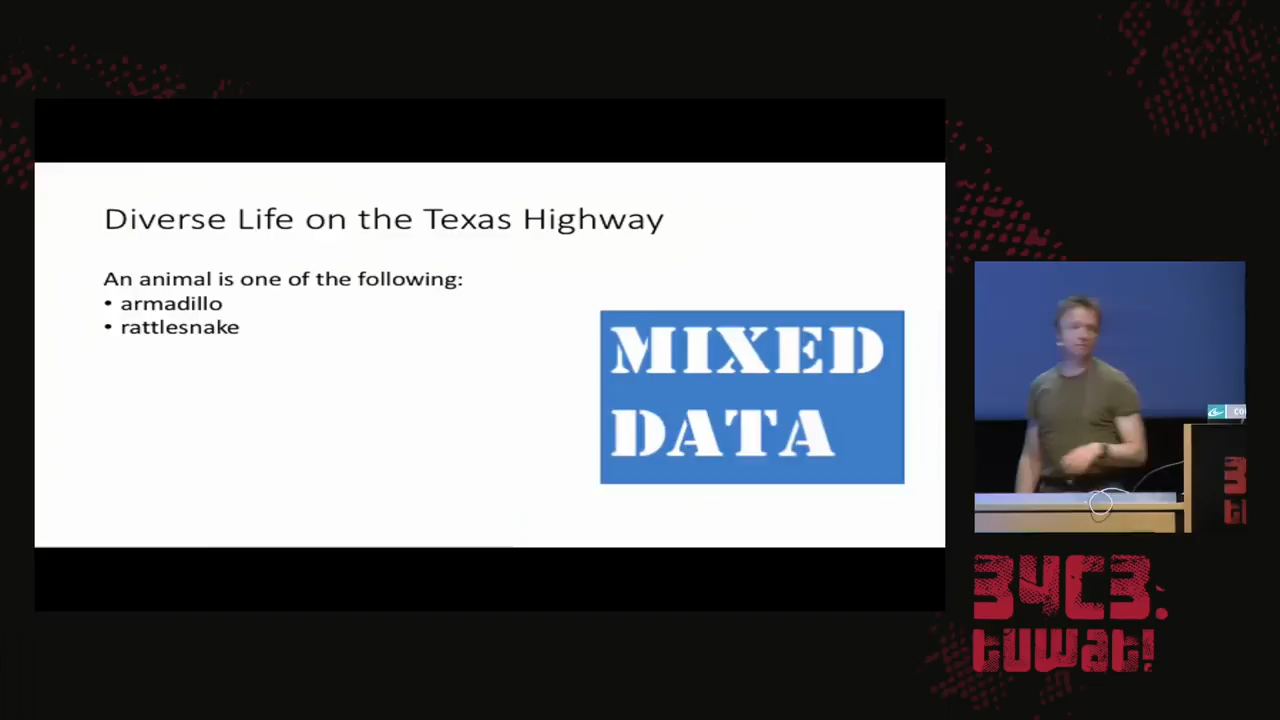 Diverse Life on the Texas Highway
An animal is one of the following:
• armadillo
• rattlesnake
MIXED
DATA
34C3.
tuwat!